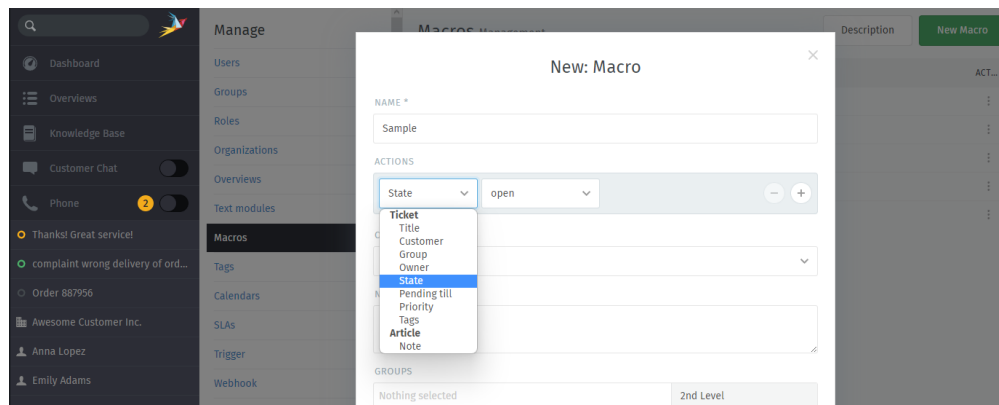 Dashboard
Overviews
Knowledge Base
Customer Chat
Phone 2
Thanks! Great service!
complaint wrong delivery of ord...
Order 887956
Awesome Customer Inc.
Anna Lopez
Emily Adams
Manage
Users
Groups
Roles
Organizations
Overviews
Text modules
Macros
Tags
Calendars
SLAs
Trigger
Webhook
Macros Management
Description
New Macro
ACT...
New: Macro
NAME *
Sample
ACTIONS
State open
Ticket
Title
Customer
Group
Owner
State
Pending till
Priority
Tags
Article
Note
GROUPS
Nothing selected
2nd Level